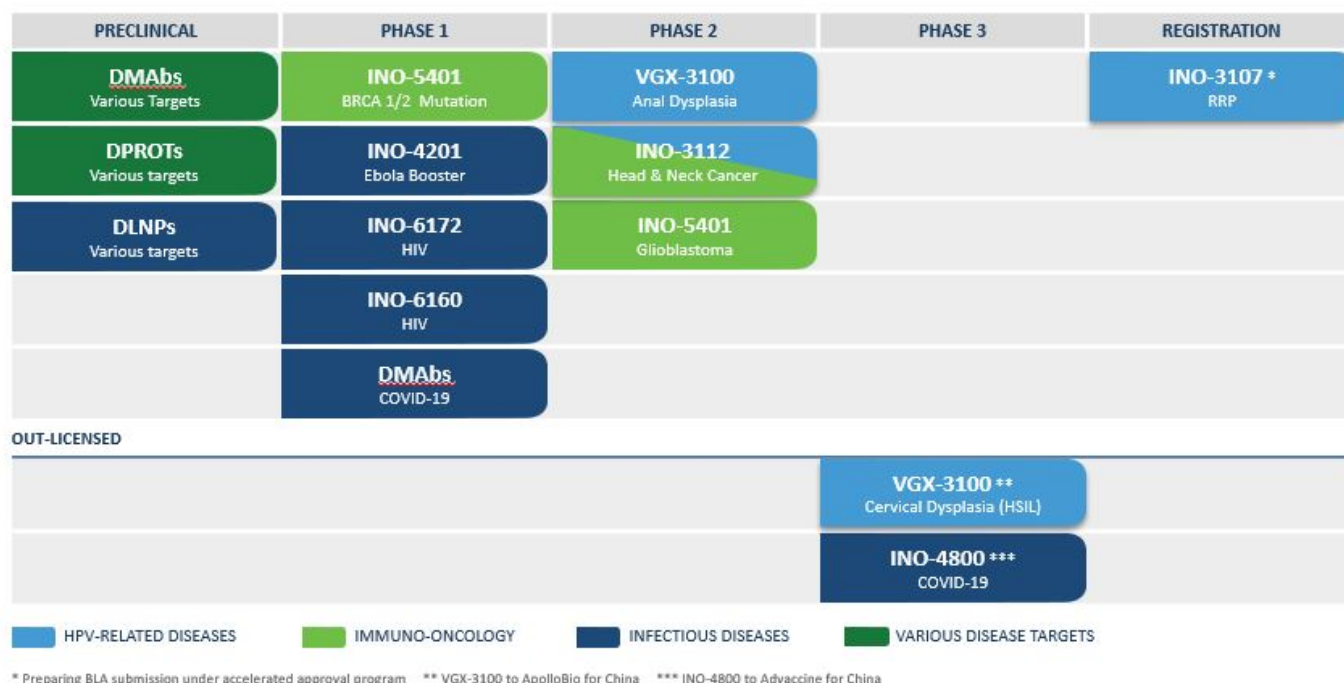 PRECLINICAL PHASE 1 PHASE 2 PHASE 3 REGISTRATION
DMAbs
Various Targets
INO-5401
BRCA 1/2 Mutation
VGX-3100
Anal Dysplasia
INO-3107 *
RRP
DPROTs
Various targets
INO-4201
Ebola Booster
INO-3112
Head & Neck Cancer
DLNPs
Various targets
INO-6172
HIV
INO-5401
Glioblastoma
INO-6160
HIV
DMAbs
COVID-19
OUT-LICENSED
VGX-3100 **
Cervical Dysplasia (HSIL)
INO-4800 ***
COVID-19
HPV-RELATED DISEASES IMMUNO-ONCOLOGY INFECTIOUS DISEASES VARIOUS DISEASE TARGETS
* Preparing BLA submission under accelerated approval program ** VGX-3100 to ApolloBio for China *** INO-4800 to Advaccine for China